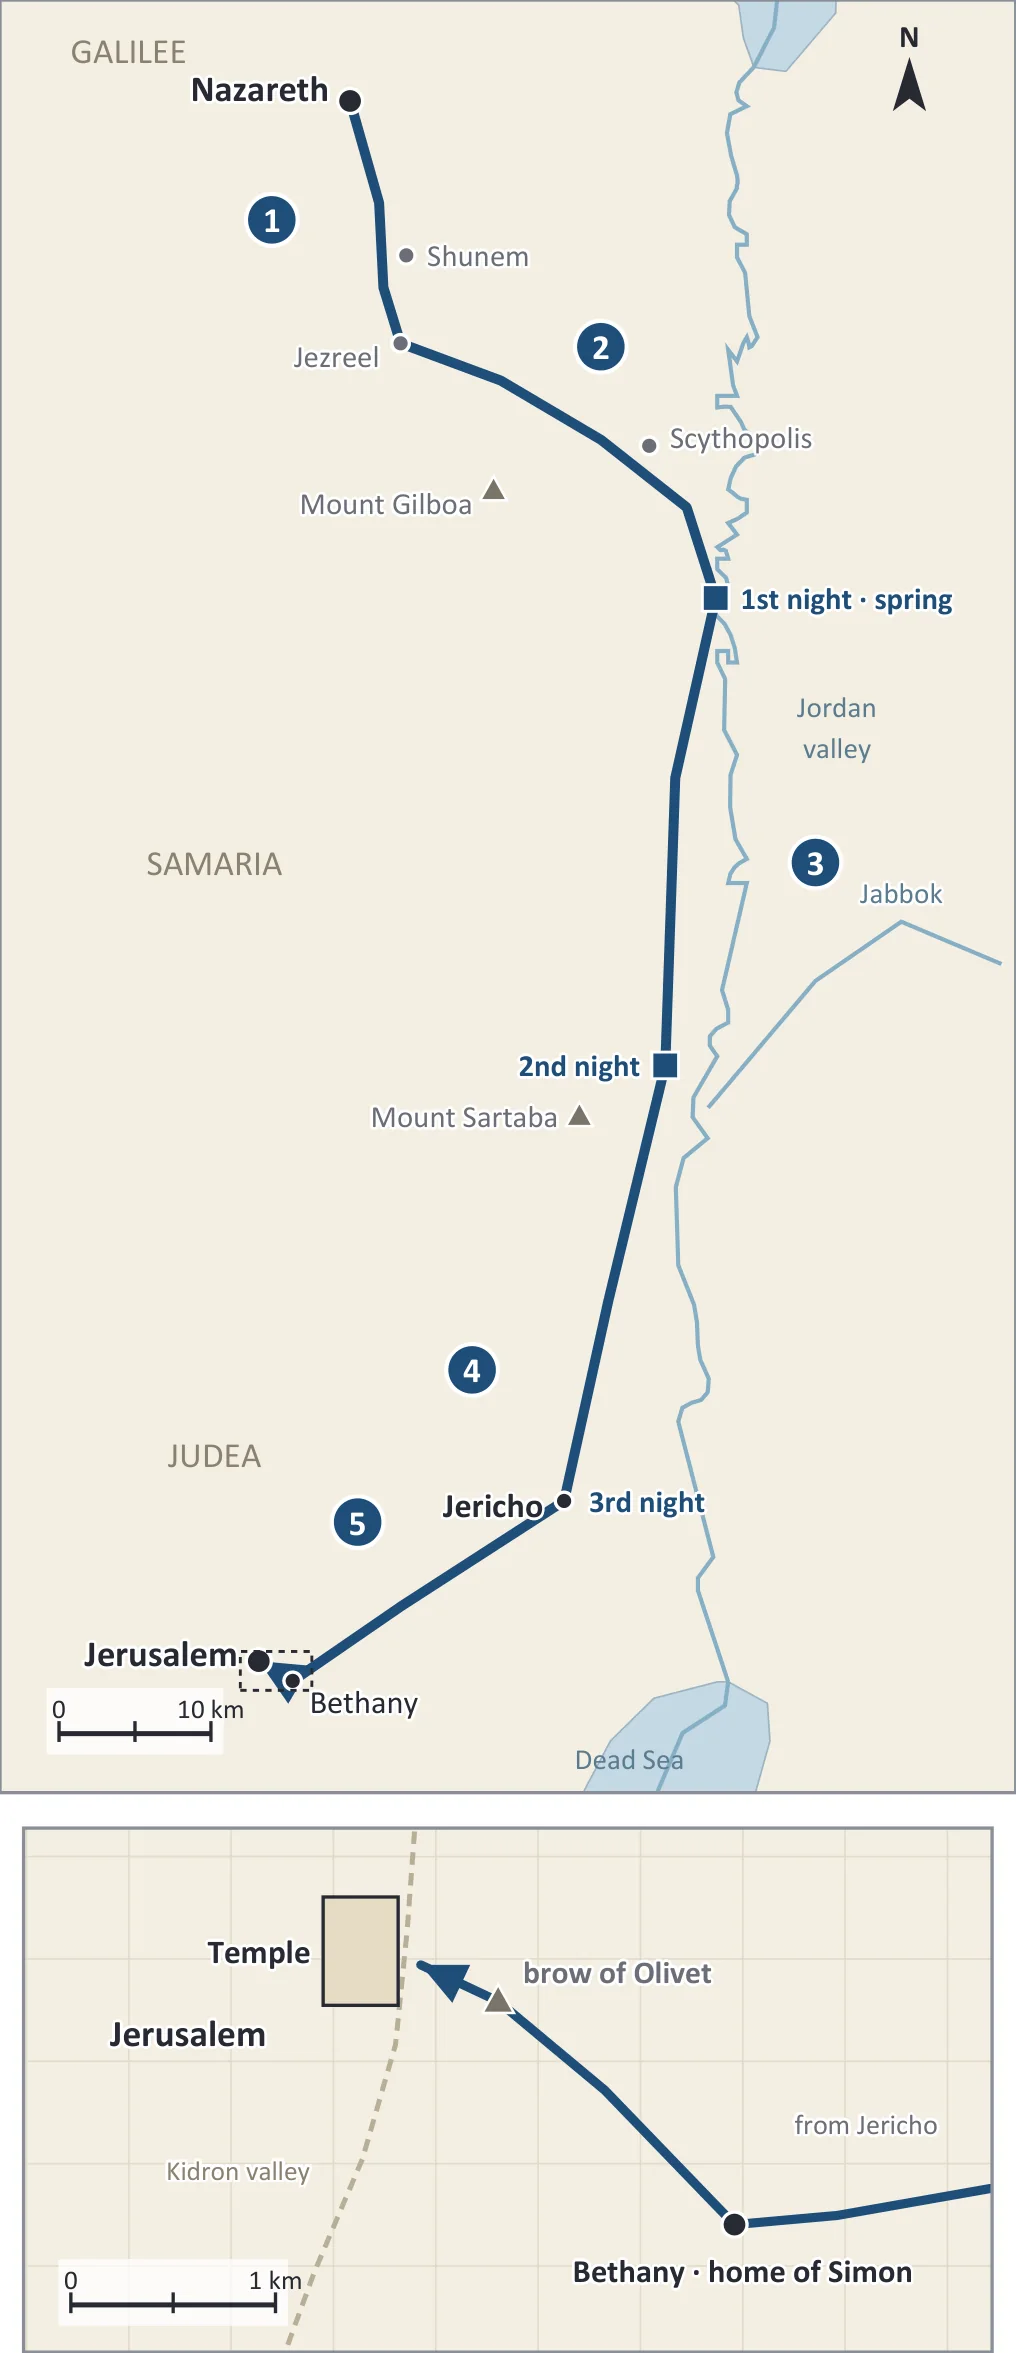 GALILEE
N
Nazareth
1
Shunem
2
Jezreel
Scythopolis
Mount Gilboa
1st night · spring
Jordan
valley
SAMARIA
3
Jabbok
2nd night
Mount Sartaba
4
JUDEA
Jericho
3rd night
5
Jerusalem
Bethany
0
10 km
Dead Sea
Temple
brow of Olivet
Jerusalem
from Jericho
Kidron valley
Bethany · home of Simon
0
1 km